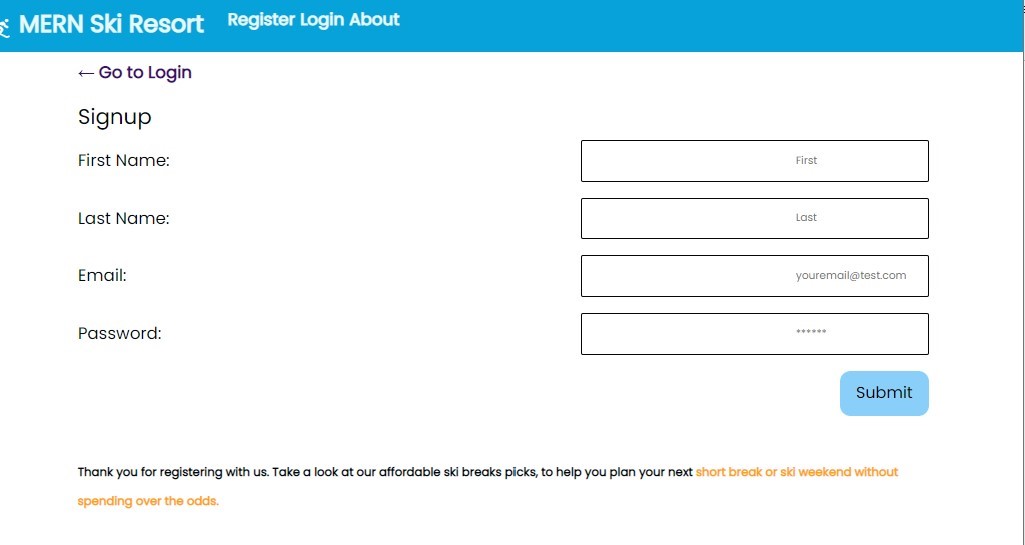 MERN Ski Resort Register Login About
← Go to Login
Signup
First Name: First
Last Name: Last
Email: youremail@test.com
Password: ******
Submit
Thank you for registering with us. Take a look at our affordable ski breaks piicks, to help you plan your next short break or ski weekend without
spending over the odds.